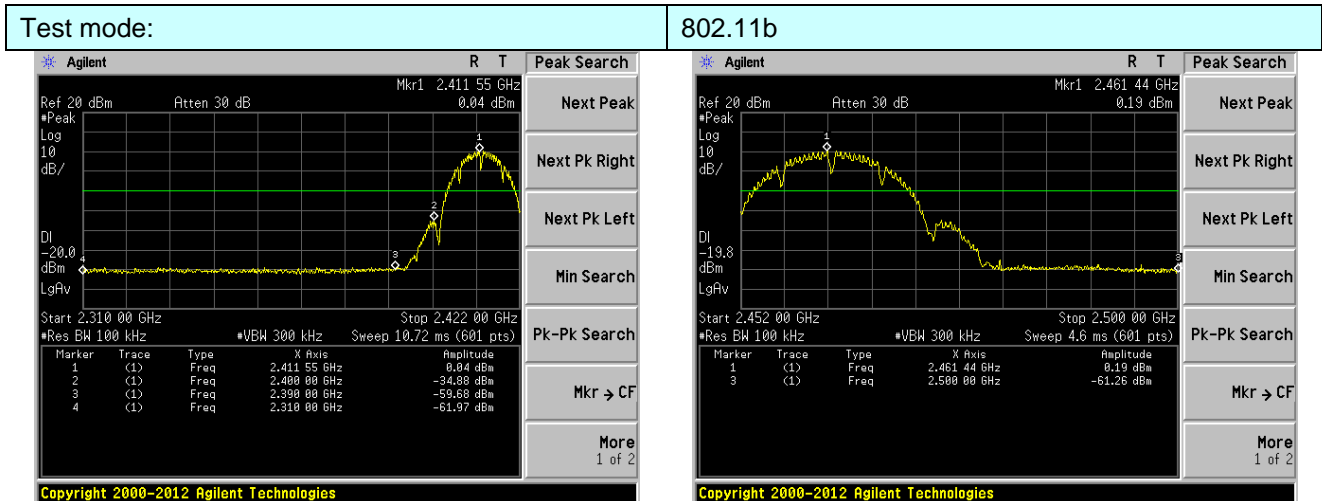 Test mode: 802.11b
Agilent R T Peak Search
Mkr1 2.411 55 GHz
Ref 20 dBm Atten 30 dB 0.04 dBm
#Peak
Log
10
dB/
1
2
3
4
DI
-20.0
dBm
LgAv
Start 2.310 00 GHz Stop 2.422 00 GHz
#Res BW 100 kHz #VBW 300 kHz Sweep 10.72 ms (601 pts)
Marker Trace Type X Axis Amplitude
1 (1) Freq 2.411 55 GHz 0.04 dBm
2 (1) Freq 2.400 00 GHz -34.88 dBm
3 (1) Freq 2.390 00 GHz -59.68 dBm
4 (1) Freq 2.310 00 GHz -61.97 dBm
Next Peak
Next Pk Right
Next Pk Left
Min Search
Pk-Pk Search
Mkr → CF
More
1 of 2
Copyright 2000-2012 Agilent Technologies
Agilent R T Peak Search
Mkr1 2.461 44 GHz
Ref 20 dBm Atten 30 dB 0.19 dBm
#Peak
Log
10
dB/
1
3
DI
-19.8
dBm
LgAv
Start 2.452 00 GHz Stop 2.500 00 GHz
#Res BW 100 kHz #VBW 300 kHz Sweep 4.6 ms (601 pts)
Marker Trace Type X Axis Amplitude
1 (1) Freq 2.461 44 GHz 0.19 dBm
3 (1) Freq 2.500 00 GHz -61.26 dBm
Next Peak
Next Pk Right
Next Pk Left
Min Search
Pk-Pk Search
Mkr → CF
More
1 of 2
Copyright 2000-2012 Agilent Technologies